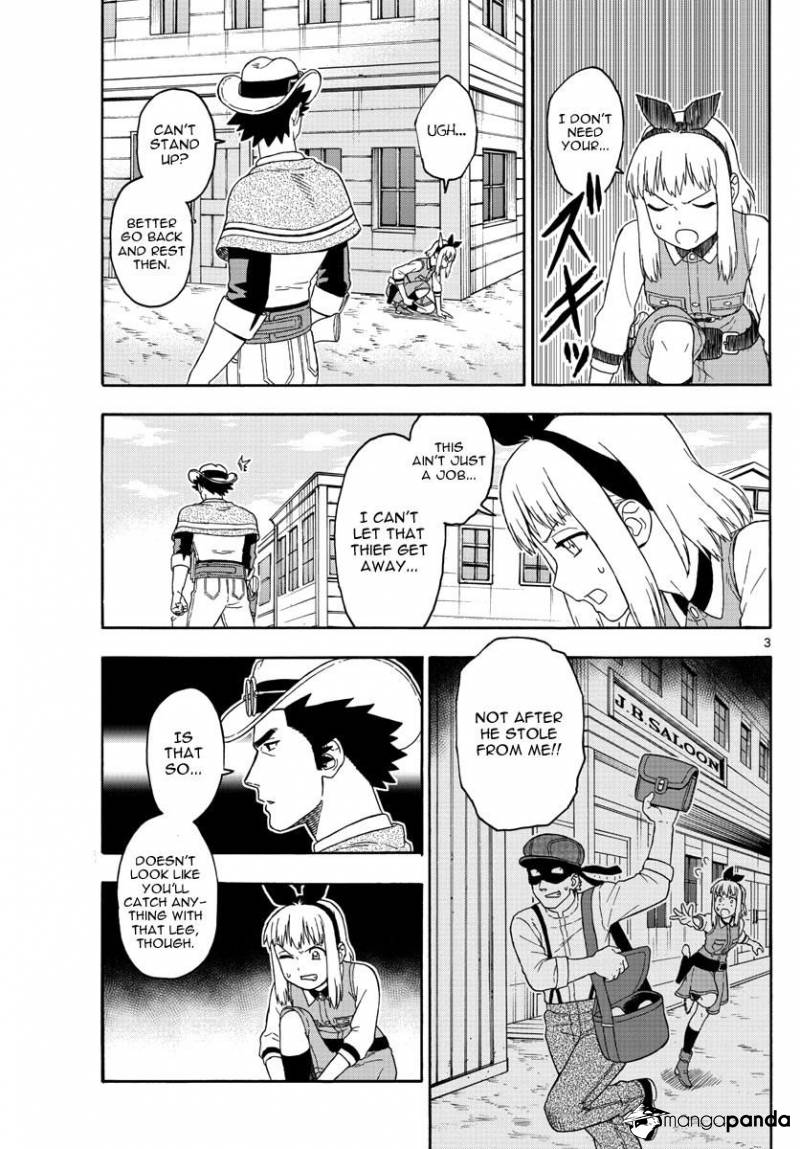 I DON'T
NEED
YOUR...
ズギッ
UGH...
CAN'T
STAND
UP?
BETTER
GO BACK
AND REST
THEN.
THIS
AIN'T JUST
A JOB...
I CAN'T
LET THAT
THIEF GET
AWAY...
3
NOT AFTER
HE STOLE
FROM ME!!
J.B.SALOON
IS
THAT
SO...
DOESN'T
LOOK LIKE
YOU'LL
CATCH ANY-
THING WITH
THAT LEG,
THOUGH.
mangapanda